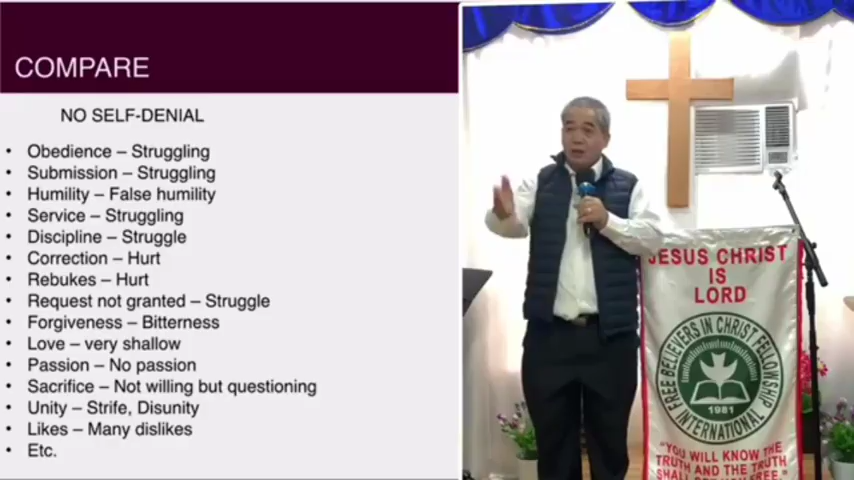 COMPARE
NO SELF-DENIAL
• Obedience – Struggling
• Submission – Struggling
• Humility – False humility
• Service – Struggling
• Discipline – Struggle
• Correction – Hurt
• Rebukes – Hurt
• Request not granted – Struggle
• Forgiveness – Bitterness
• Love – very shallow
• Passion – No passion
• Sacrifice – Not willing but questioning
• Unity – Strife, Disunity
• Likes – Many dislikes
• Etc.
JESUS CHRIST
IS
LORD
FREE BELIEVERS IN CHRIST FELLOWSHIP
1981
INTERNATIONAL
"YOU WILL KNOW THE
TRUTH AND THE TRUTH
SHALL SET YOU FREE."